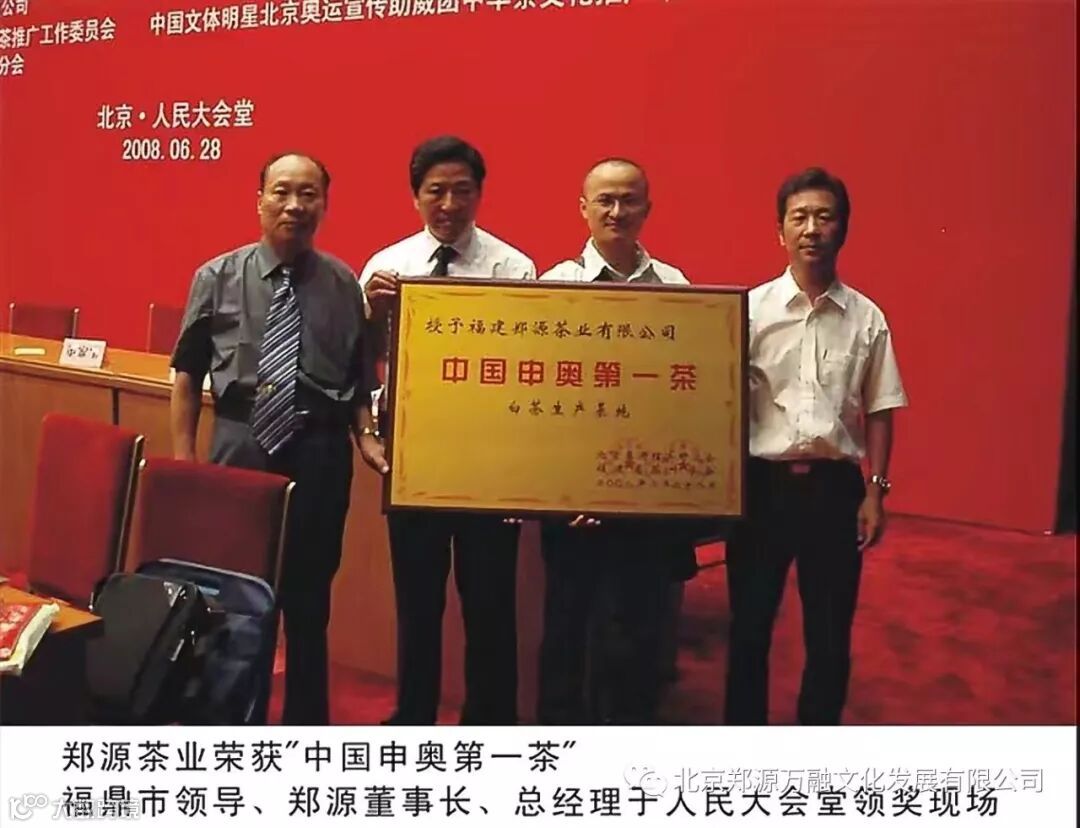 公司
茶推广工作委员会
分会
中国文体明星北京奥运宣传助威团中华茶文化推广
北京·人民大会堂
2008.06.28
授予福建郑源茶业有限公司
中国申奥第一茶
白茶生产基地
郑源茶业荣获"中国申奥第一茶"
福鼎市领导、郑源董事长、总经理于人民大会堂领奖现场
北京郑源万融文化发展有限公司